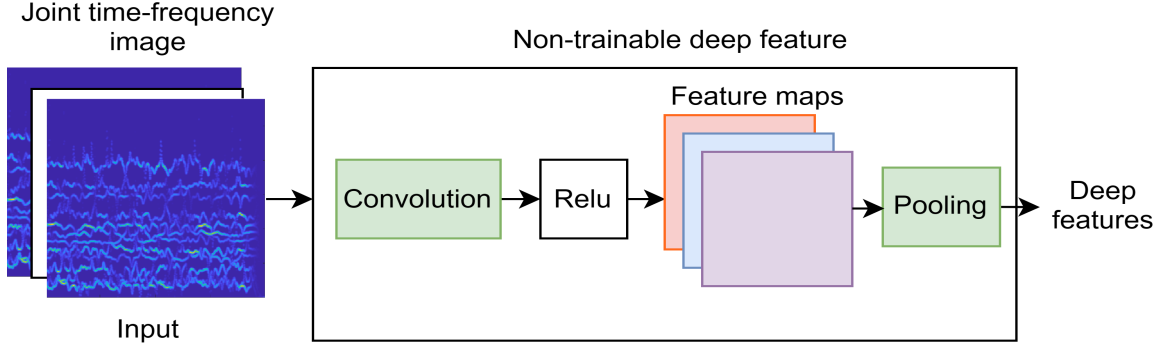 Joint time-frequency
image
Input
Non-trainable deep feature
Convolution
Relu
Feature maps
Pooling
Deep
features